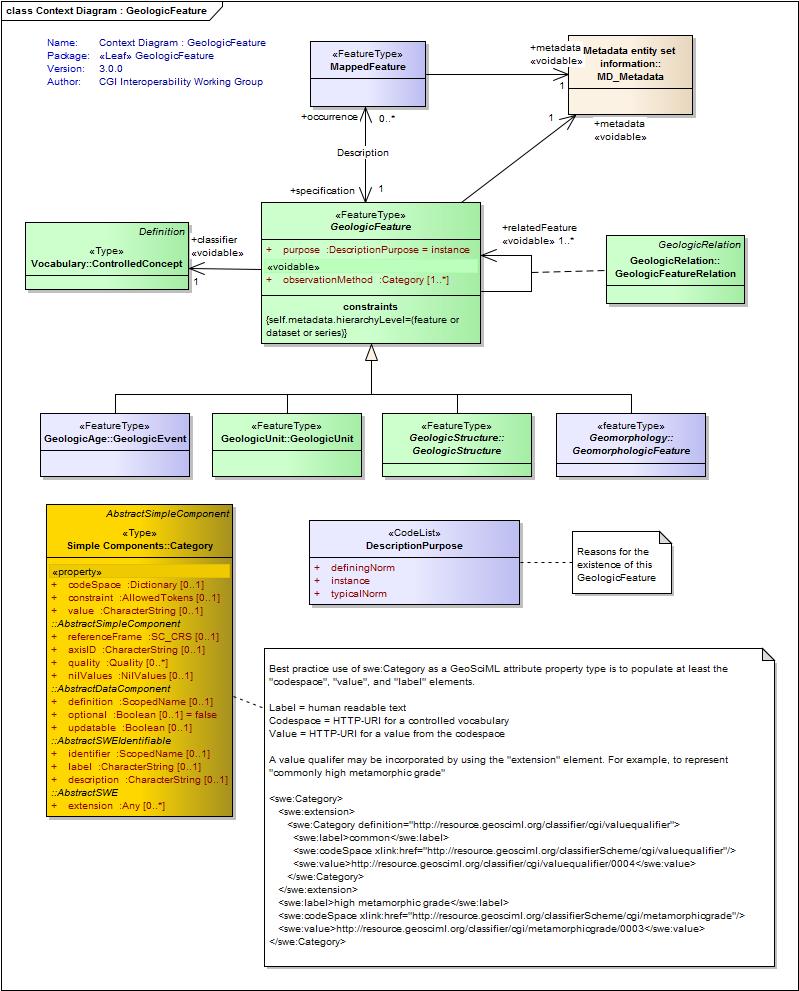 class Context Diagram : GeologicFeature
Name: Context Diagram : GeologicFeature
Package: «Leaf» GeologicFeature
Version: 3.0.0
Author: CGI Interoperability Working Group
«FeatureType»
MappedFeature
+metadata
«voidable»
1
Metadata entity set
information::
MD_Metadata
+occurrence
0..*
Description
+specification
1
1
+metadata
«voidable»
Definition
«Type»
Vocabulary::ControlledConcept
+classifier
«voidable»
1
«FeatureType»
GeologicFeature
+ purpose :DescriptionPurpose = instance
«voidable»
+ observationMethod :Category [1..*]
constraints
{self.metadata.hierarchyLevel=(feature or
dataset or series)}
+relatedFeature
«voidable» 1..*
GeologicRelation
GeologicRelation::
GeologicFeatureRelation
«FeatureType»
GeologicAge::GeologicEvent
«FeatureType»
GeologicUnit::GeologicUnit
«FeatureType»
GeologicStructure::
GeologicStructure
«featureType»
Geomorphology::
GeomorphologicFeature
AbstractSimpleComponent
«Type»
Simple Components::Category
«property»
+ codeSpace :Dictionary [0..1]
+ constraint :AllowedTokens [0..1]
+ value :CharacterString [0..1]
::AbstractSimpleComponent
+ referenceFrame :SC_CRS [0..1]
+ axisID :CharacterString [0..1]
+ quality :Quality [0..*]
+ nilValues :NilValues [0..1]
::AbstractDataComponent
+ definition :ScopedName [0..1]
+ optional :Boolean [0..1] = false
+ updatable :Boolean [0..1]
::AbstractSWEIdentifiable
+ identifier :ScopedName [0..1]
+ label :CharacterString [0..1]
+ description :CharacterString [0..1]
::AbstractSWE
+ extension :Any [0..*]
«CodeList»
DescriptionPurpose
+ definingNorm
+ instance
+ typicalNorm
Reasons for the
existence of this
GeologicFeature
Best practice use of swe:Category as a GeoSciML attribute property type is to populate at least the
"codespace", "value", and "label" elements.
Label = human readable text
Codespace = HTTP-URI for a controlled vocabulary
Value = HTTP-URI for a value from the codespace
A value qualifer may be incorporated by using the "extension" element. For example, to represent
"commonly high metamorphic grade"
<swe:Category>
<swe:extension>
<swe:Category definition="http://resource.geosciml.org/classifier/cgi/valuequalifier">
<swe:label>common</swe:label>
<swe:codeSpace xlink:href="http://resource.geosciml.org/classifierScheme/cgi/valuequalifier"/>
<swe:value>http://resource.geosciml.org/classifier/cgi/valuequalifier/0004</swe:value>
</swe:Category>
</swe:extension>
<swe:label>high metamorphic grade</swe:label>
<swe:codeSpace xlink:href="http://resource.geosciml.org/classifierScheme/cgi/metamorphicgrade"/>
<swe:value>http://resource.geosciml.org/classifier/cgi/metamorphicgrade/0003</swe:value>
</swe:Category>